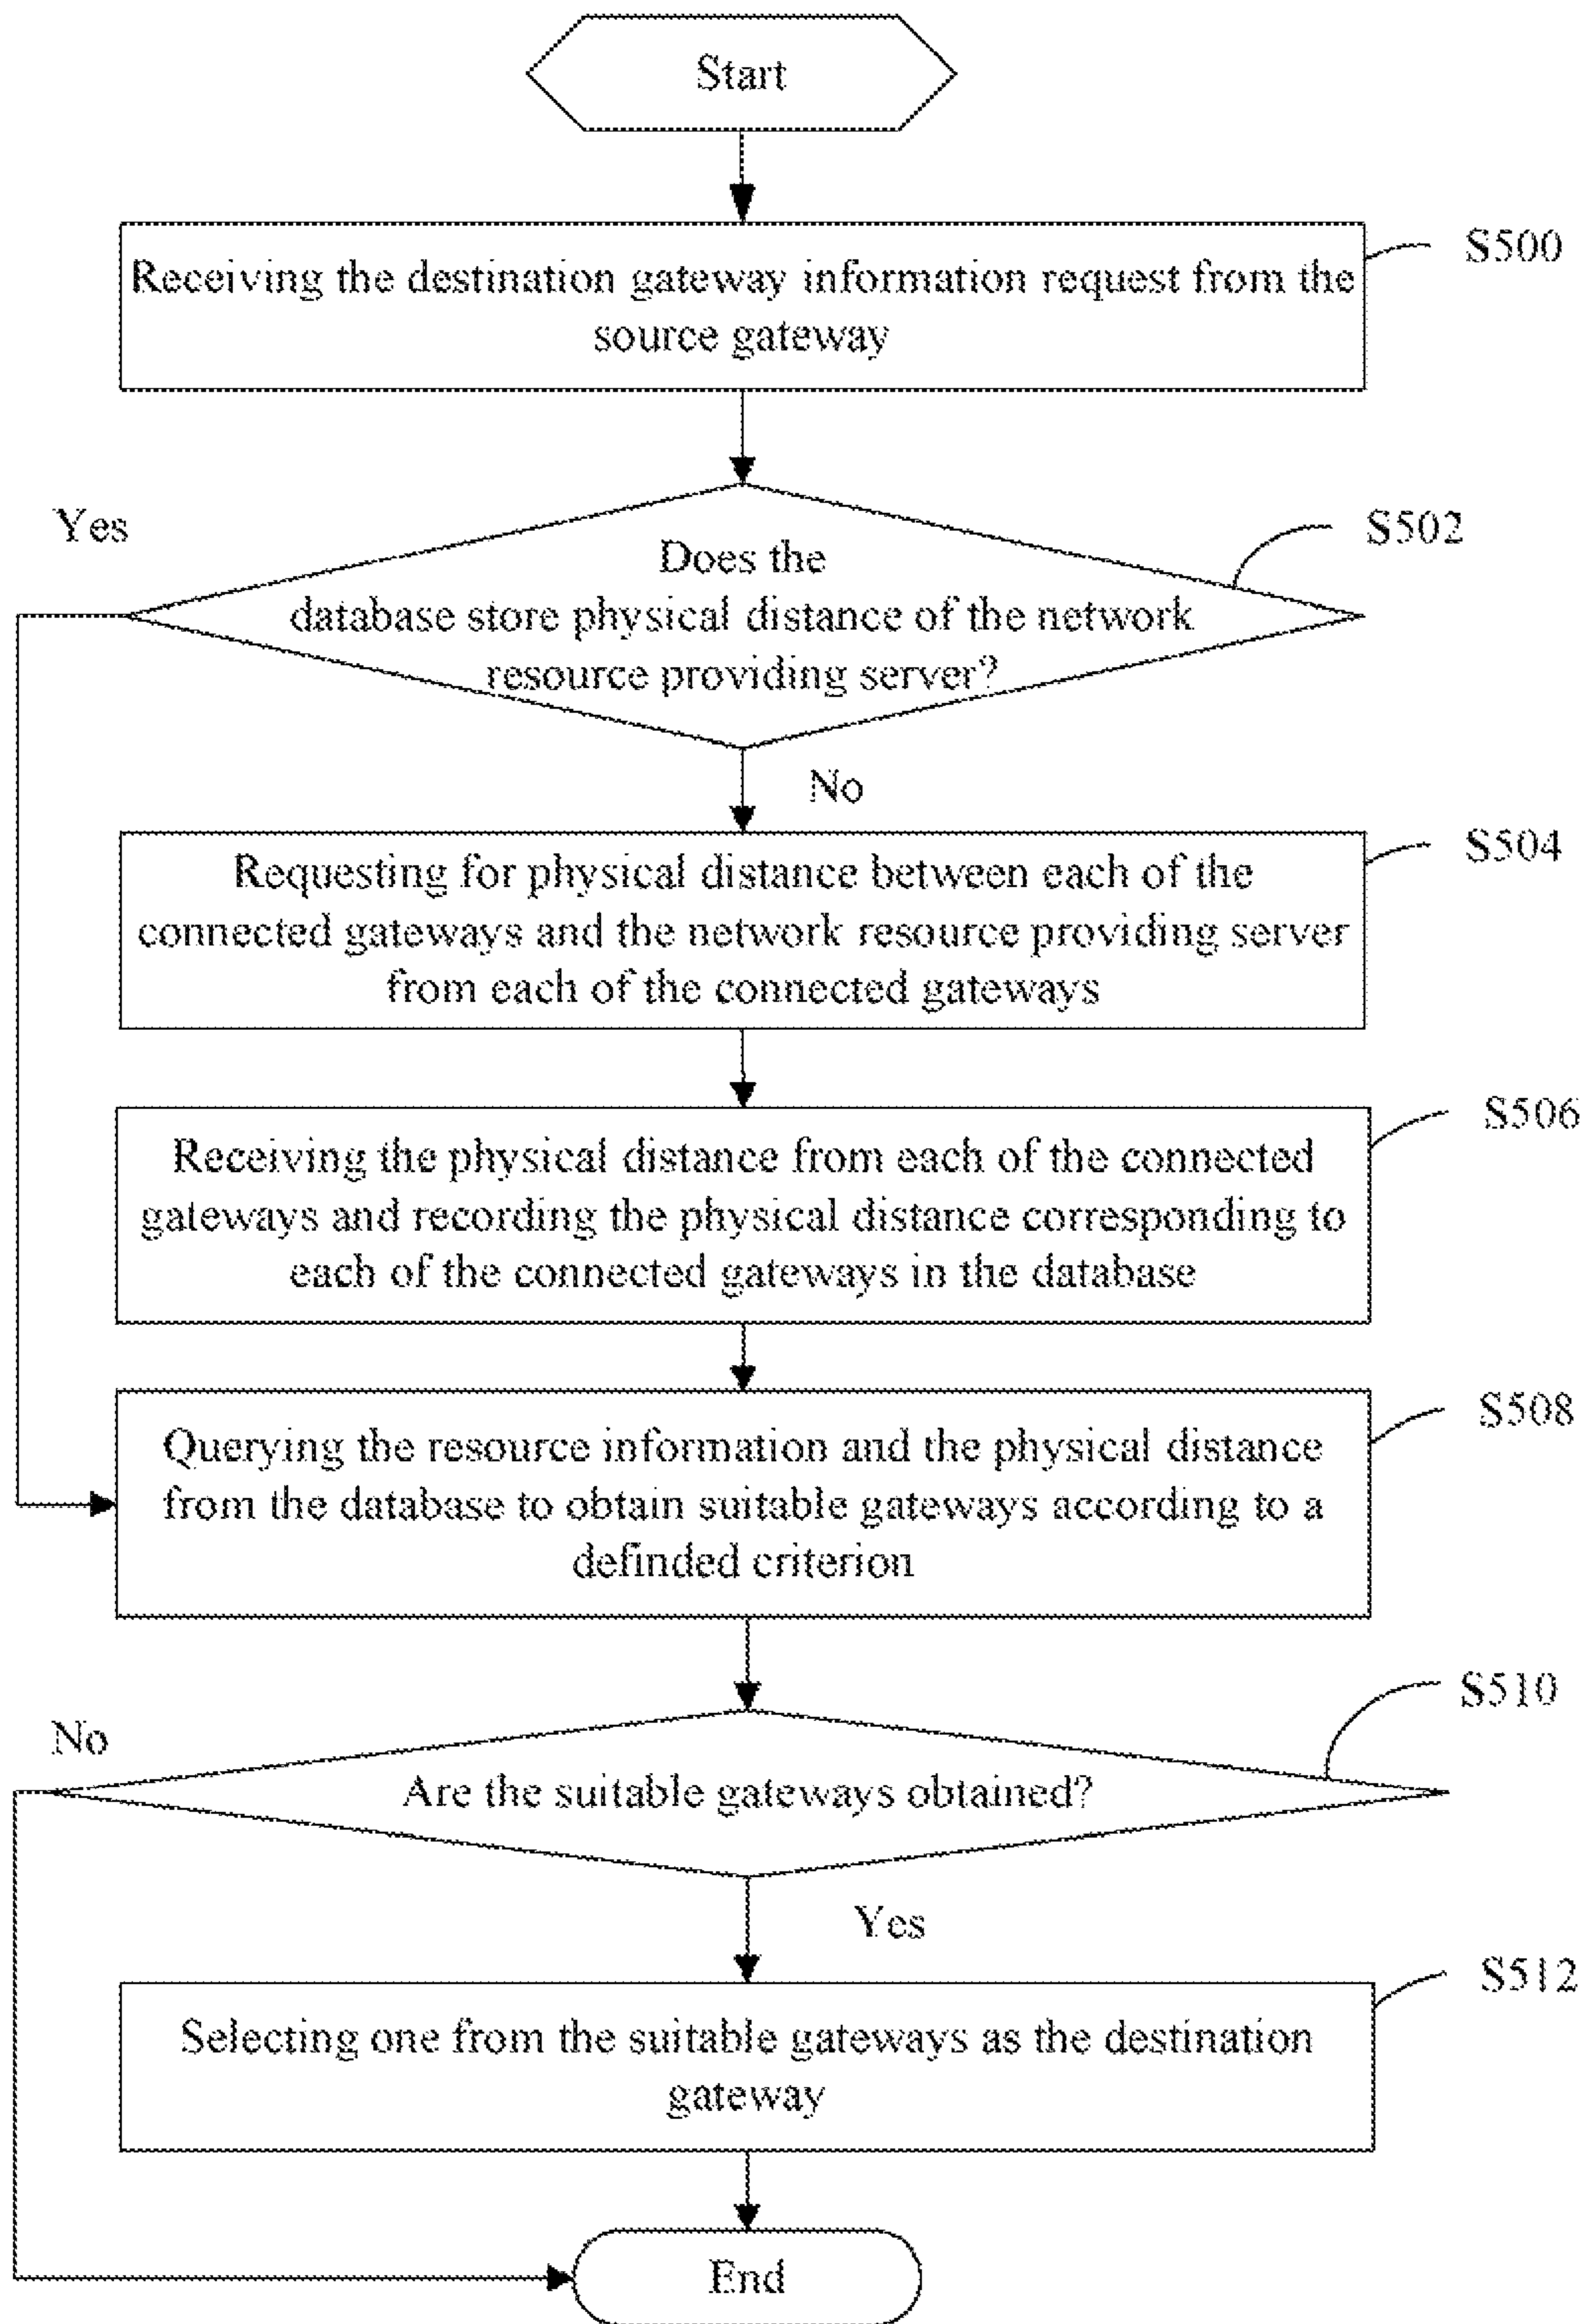 Start
S500
Receiving the destination gateway information request from the
source gateway
Yes
S502
Does the
database store physical distance of the network
resource providing server?
No
S504
Requesting for physical distance between each of the
connected gateways and the network resource providing server
from each of the connected gateways
S506
Receiving the physical distance from each of the connected
gateways and recording the physical distance corresponding to
each of the connected gateways in the database
S508
Querying the resource information and the physical distance
from the database to obtain suitable gateways according to a
definded criterion
S510
No
Are the suitable gateways obtained?
Yes
S512
Selecting one from the suitable gateways as the destination
gateway
End